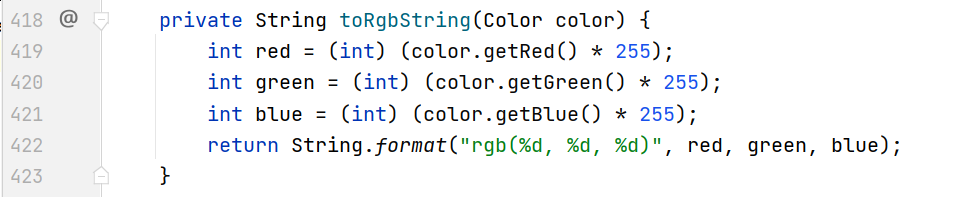 418 @ private String toRgbString(Color color) {
419 int red = (int) (color.getRed() * 255);
420 int green = (int) (color.getGreen() * 255);
421 int blue = (int) (color.getBlue() * 255);
422 return String.format("rgb(%d, %d, %d)", red, green, blue);
423 }